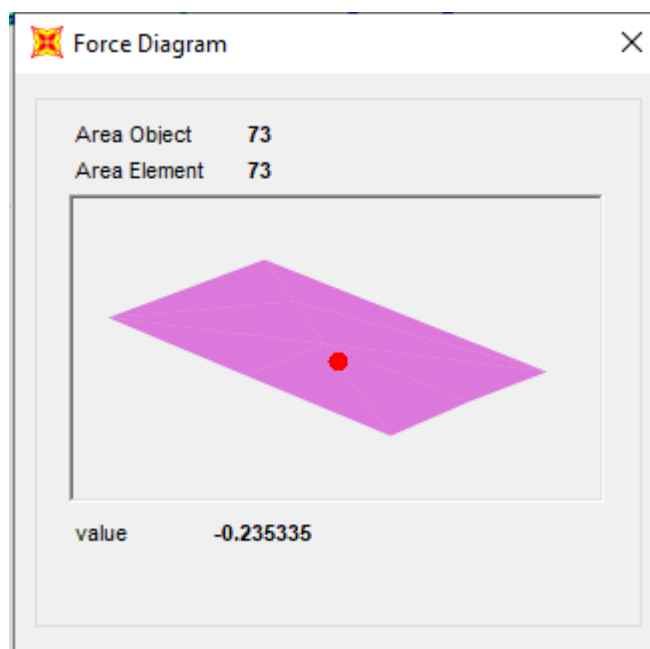 Force Diagram
Area Object 73
Area Element 73
value -0.235335